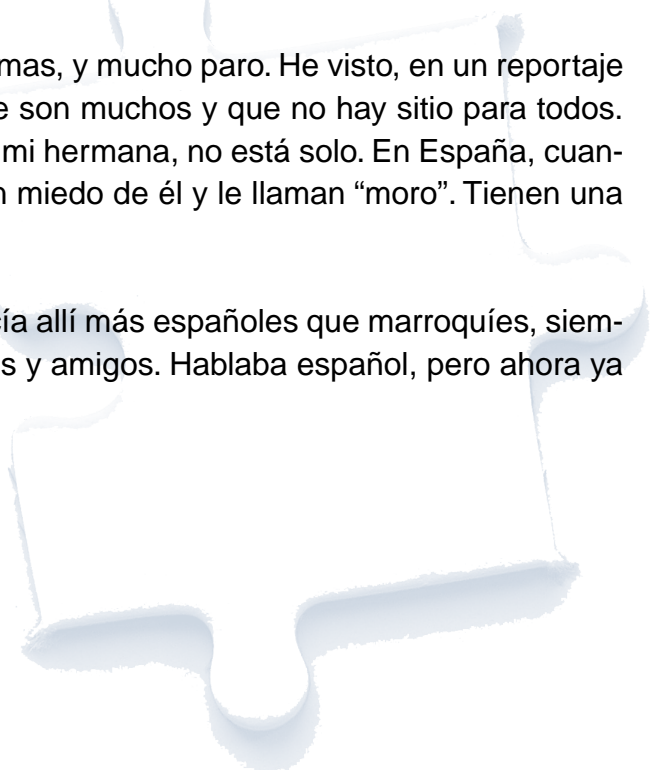 mas, y mucho paro. He visto, en un reportaje
e son muchos y que no hay sitio para todos.
mi hermana, no está solo. En España, cuan-
n miedo de él y le llaman “moro”. Tienen una
ía allí más españoles que marroquíes, siem-
s y amigos. Hablaba español, pero ahora ya